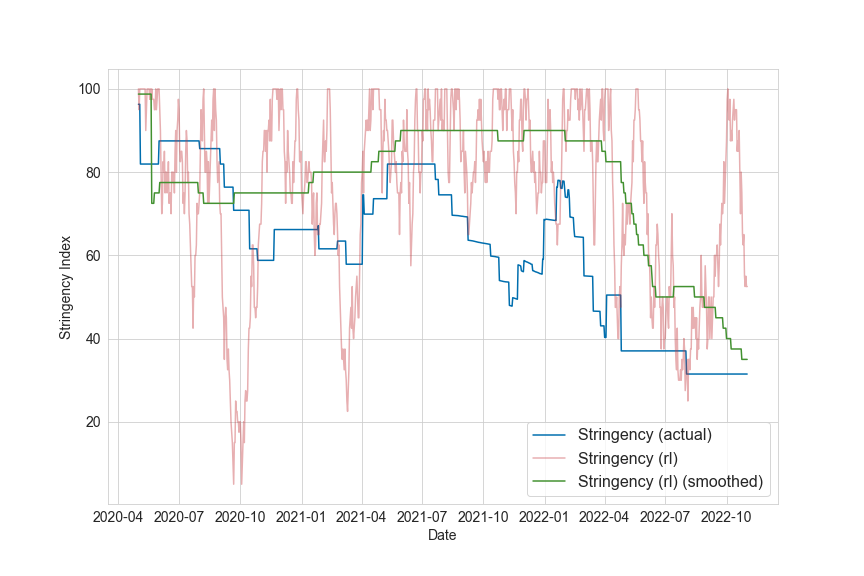 100
80
60
40
20
Stringency Index
Stringency (actual)
Stringency (rl)
Stringency (rl) (smoothed)
2020-04 2020-07 2020-10 2021-01 2021-04 2021-07 2021-10 2022-01 2022-04 2022-07 2022-10
Date